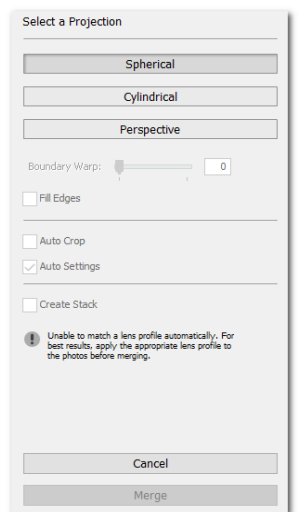 Select a Projection
Spherical
Cylindrical
Perspective
Boundary Warp: 0
Fill Edges
Auto Crop
Auto Settings
Create Stack
Unable to match a lens profile automatically. For
best results, apply the appropriate lens profile to
the photos before merging.
Cancel
Merge